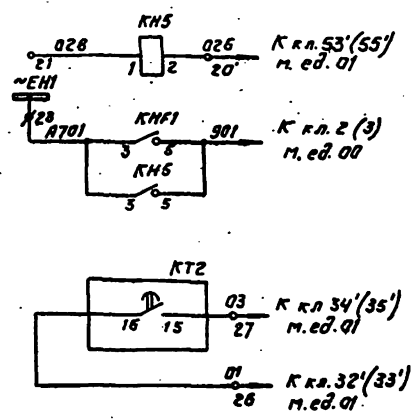 КН5
028
026
К кл. 53'(55')
м. ед. 01
21
1
2
20'
~ЕН1
N28
А701
КНF1
901
К кл. 2 (3)
м. ед. 00
3
6
КН6
3
5
КТ2
16
15
03
27
К кл 34'(35')
м. ед. 01
01
26
К кл. 32'(33')
м. ед. 01